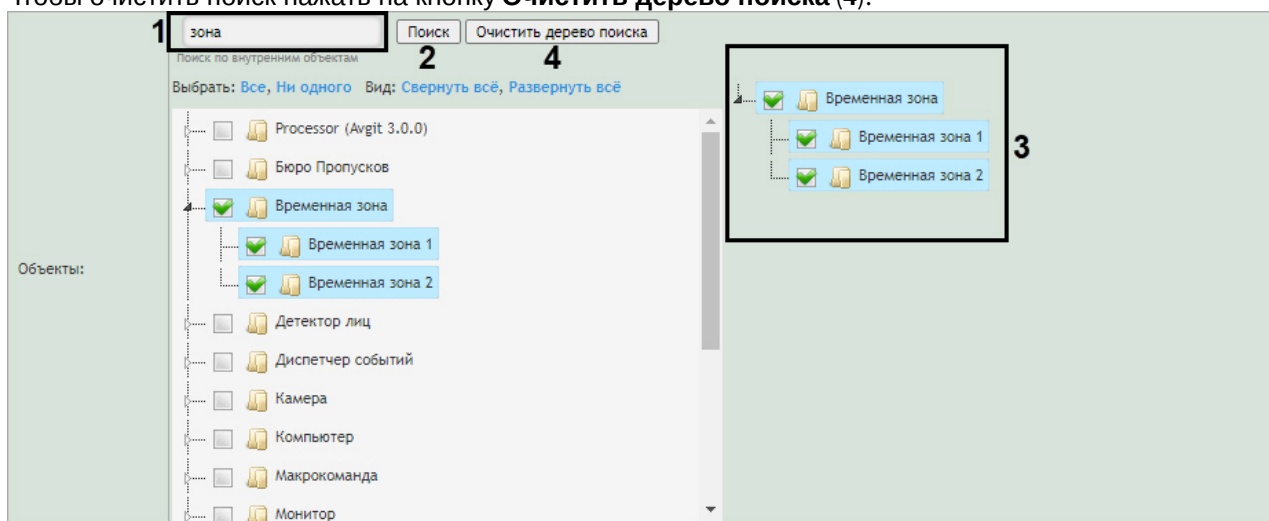 Чтобы очистить поиск нажать на кнопку Очистить дерево поиска (4).
1 зона Поиск Очистить дерево поиска
Поиск по внутренним объектам 2 4
Выбрать: Все, Ни одного Вид: Свернуть всё, Развернуть всё
Processor (Avgit 3.0.0)
Бюро Пропусков
Временная зона
Временная зона 1
Временная зона 2
Детектор лиц
Диспетчер событий
Камера
Компьютер
Макрокоманда
Монитор
Объекты:
Временная зона
Временная зона 1
Временная зона 2
3